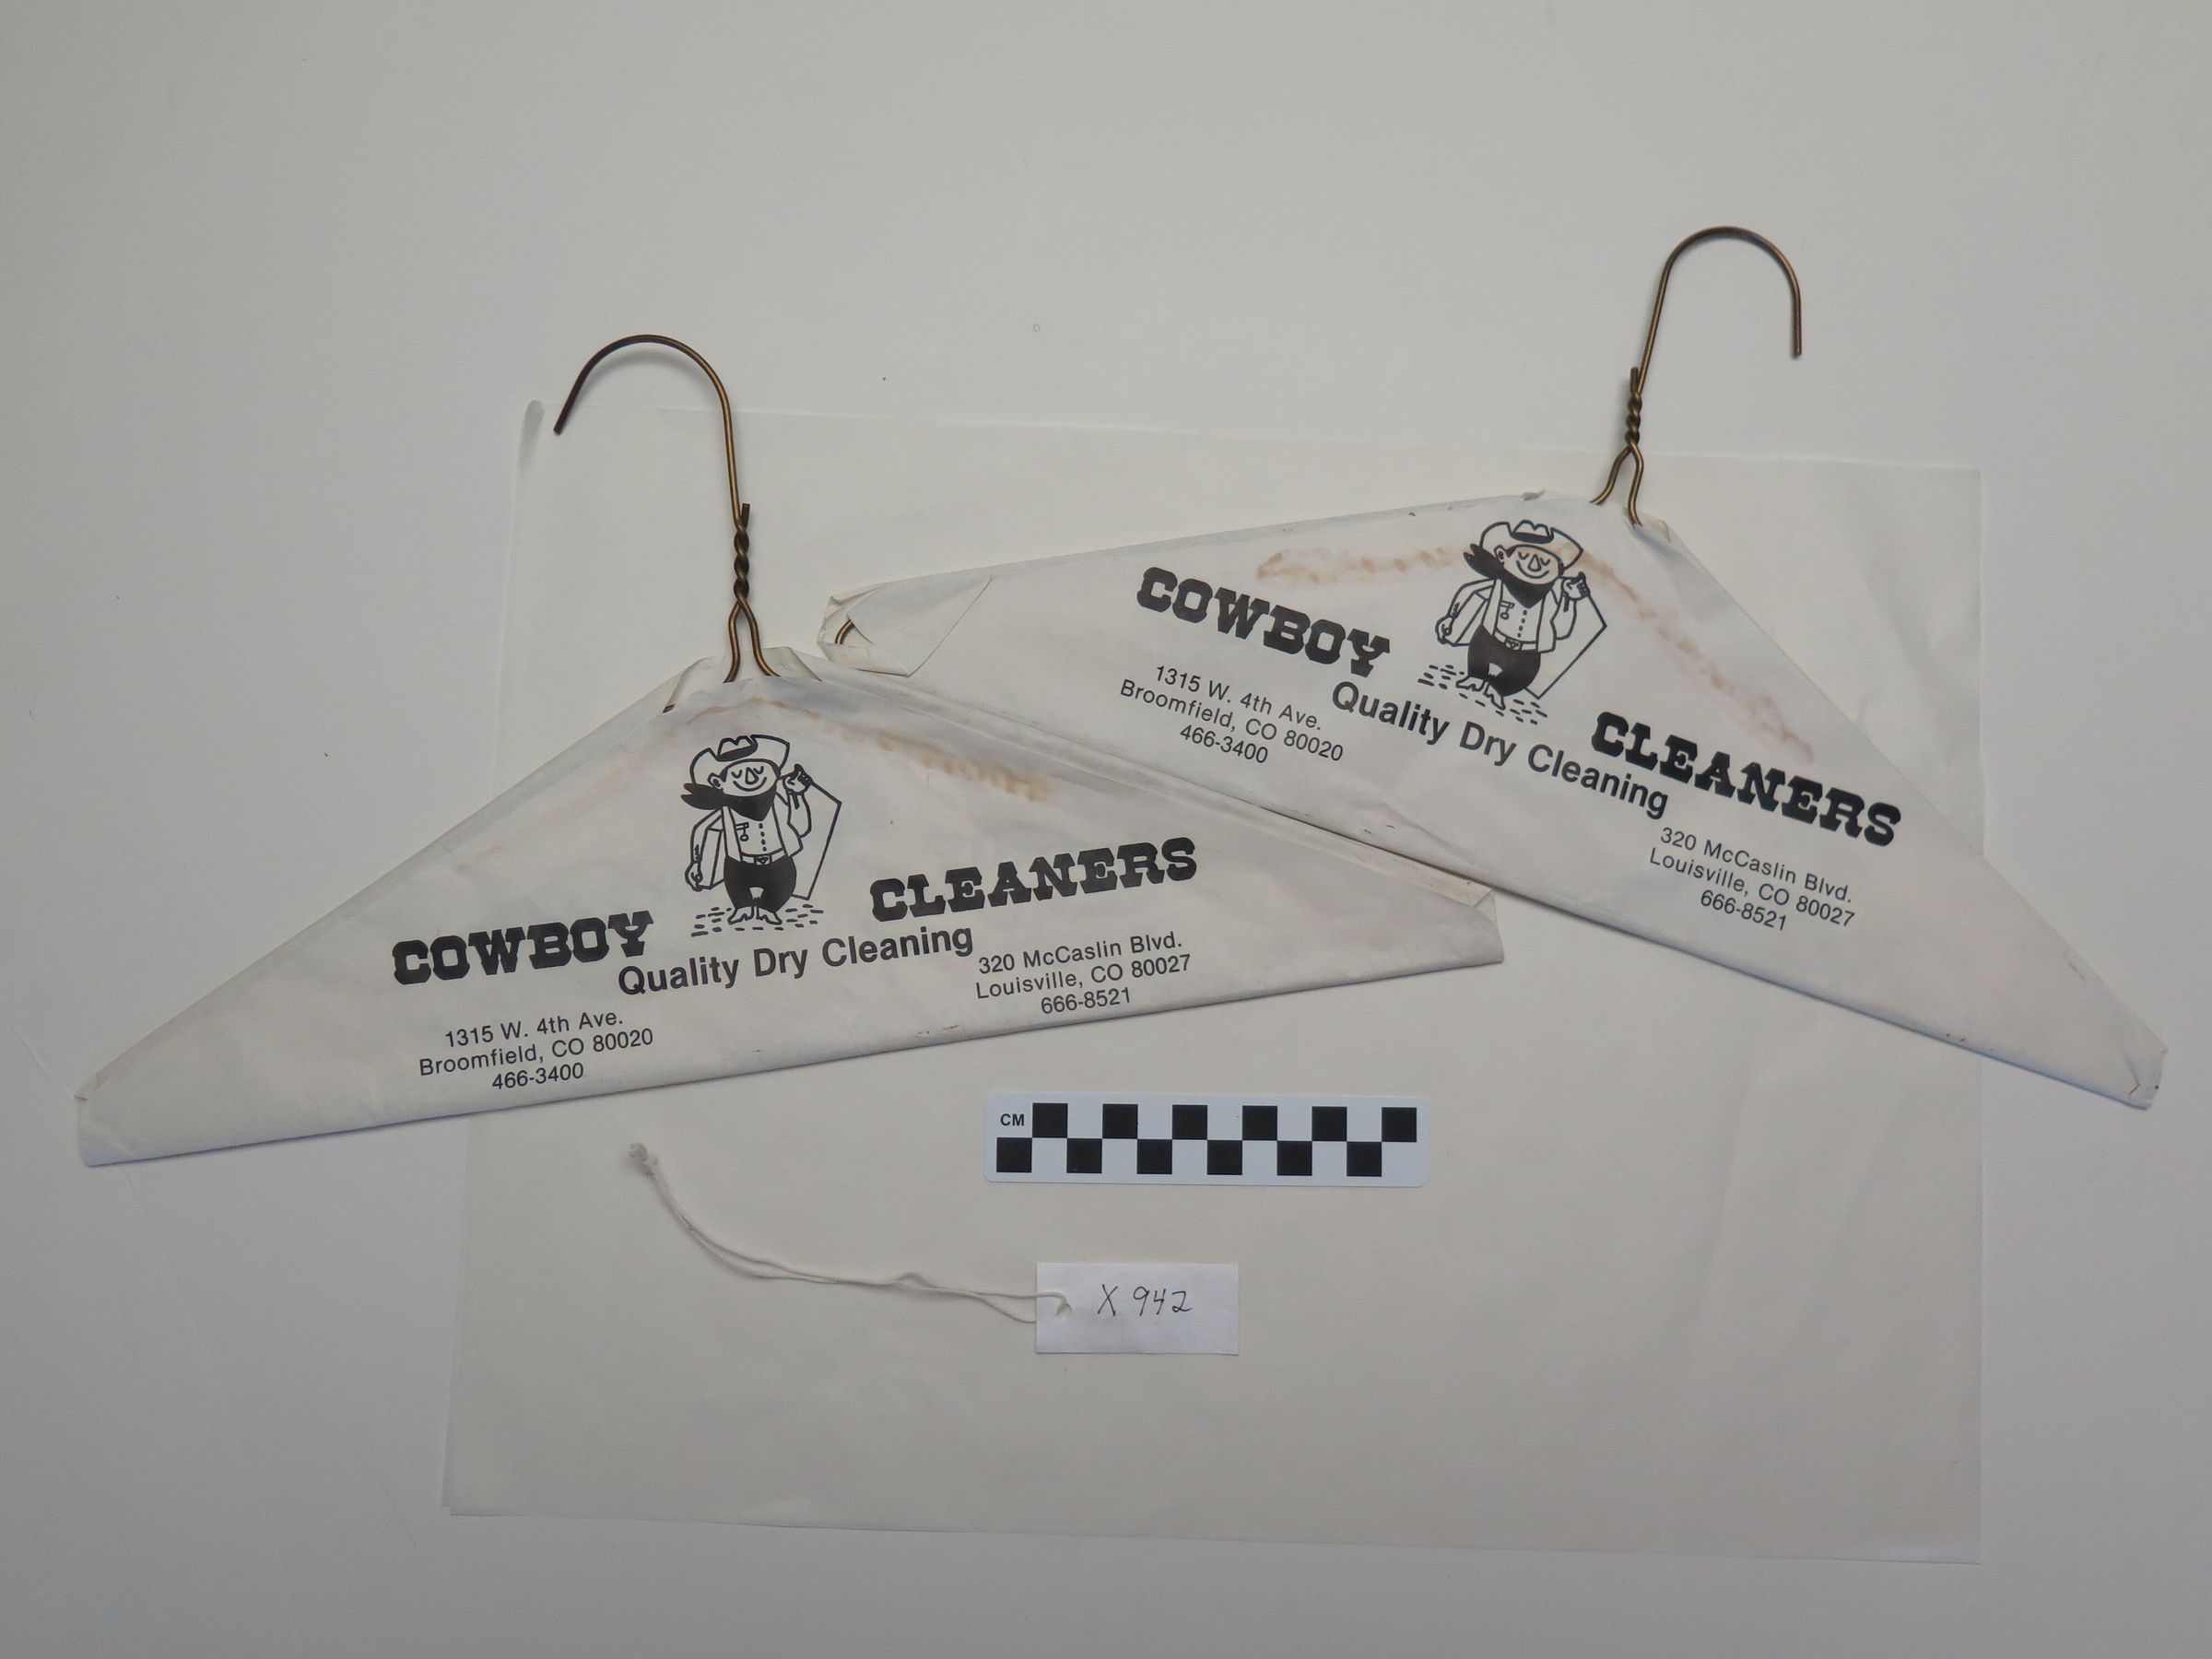 COWBOY CLEANERS
Quality Dry Cleaning
1315 W. 4th Ave.
Broomfield, CO 80020
466-3400
320 McCaslin Blvd.
Louisville, CO 80027
666-8521
COWBOY CLEANERS
Quality Dry Cleaning
1315 W. 4th Ave.
Broomfield, CO 80020
466-3400
320 McCaslin Blvd.
Louisville, CO 80027
666-8521
CM
X 942